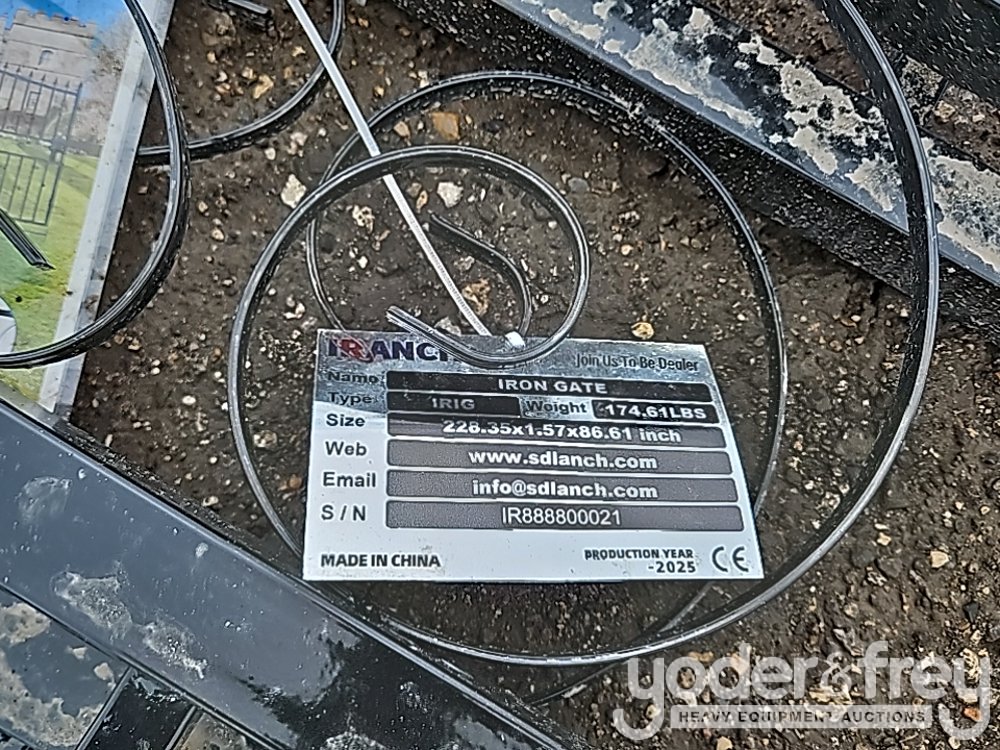 Join Us To Be Dealer
Name IRON GATE
Type IRIG Weight 174.61LBS
Size 228.35x1.57x86.61 inch
Web www.sdlanch.com
Email info@sdlanch.com
S / N IR888800021
MADE IN CHINA
PRODUCTION YEAR
-2025
CE
yoder&frey
HEAVY EQUIPMENT AUCTIONS